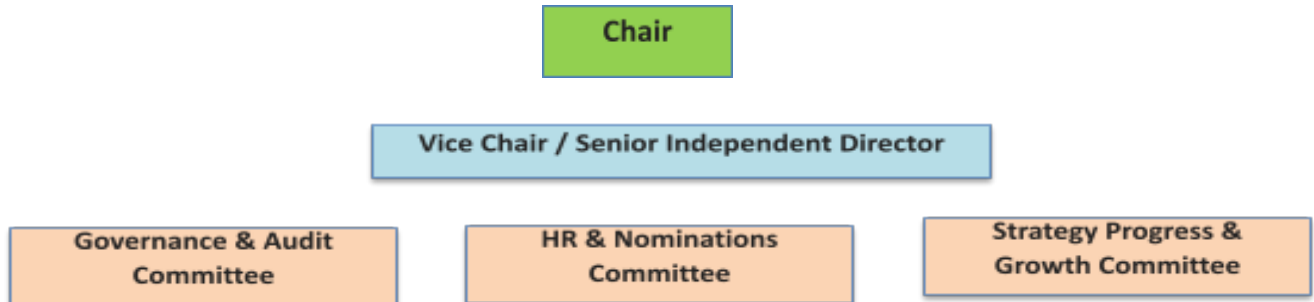 Chair
Vice Chair / Senior Independent Director
Governance & Audit
Committee
HR & Nominations
Committee
Strategy Progress &
Growth Committee